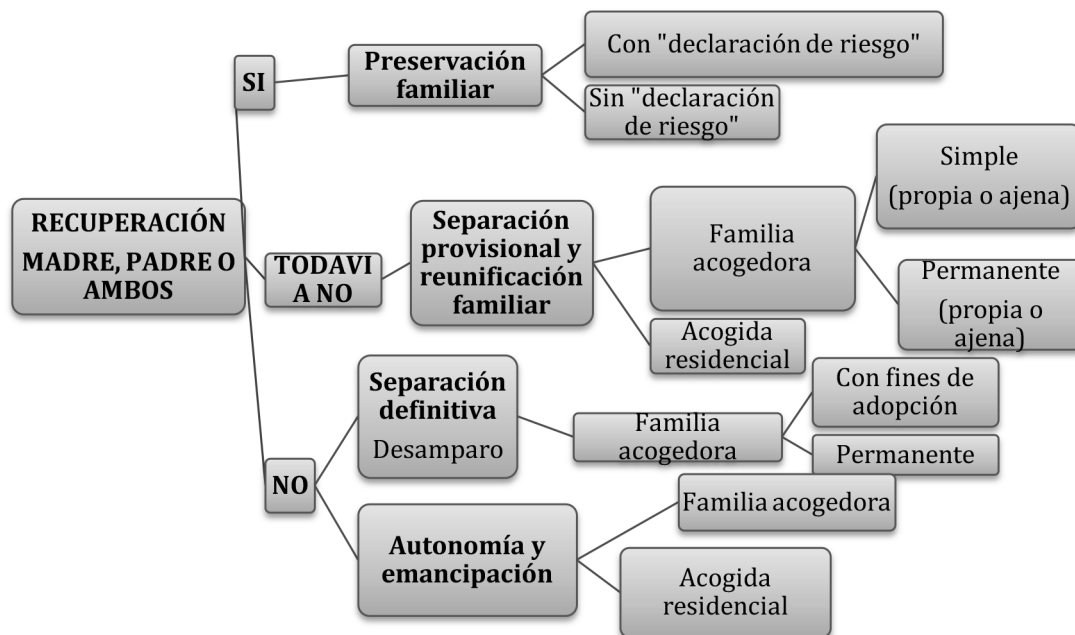 SI
Preservación
familiar
Con "declaración de riesgo"
Sin "declaración
de riesgo"
RECUPERACIÓN
MADRE, PADRE O
AMBOS
TODAVI
A NO
Separación
provisional y
reunificación
familiar
Familia
acogedora
Simple
(propia o ajena)
Permanente
(propia o
ajena)
Acogida
residencial
NO
Separación
definitiva
Desamparo
Familia
acogedora
Con fines de
adopción
Permanente
Autonomía y
emancipación
Familia acogedora
Acogida
residencial